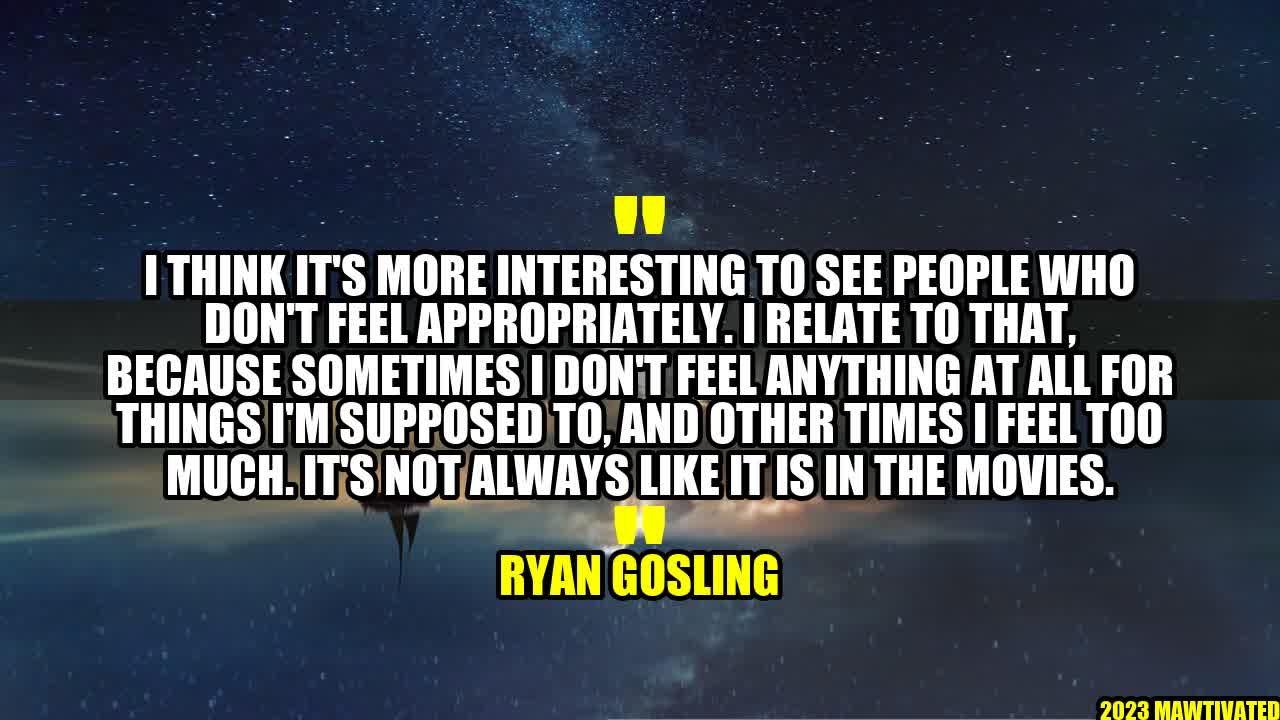 "
I THINK IT'S MORE INTERESTING TO SEE PEOPLE WHO
DON'T FEEL APPROPRIATELY. I RELATE TO THAT,
BECAUSE SOMETIMES I DON'T FEEL ANYTHING AT ALL FOR
THINGS I'M SUPPOSED TO, AND OTHER TIMES I FEEL TOO
MUCH. IT'S NOT ALWAYS LIKE IT IS IN THE MOVIES.
"
RYAN GOSLING
2023 MAWTIVATED